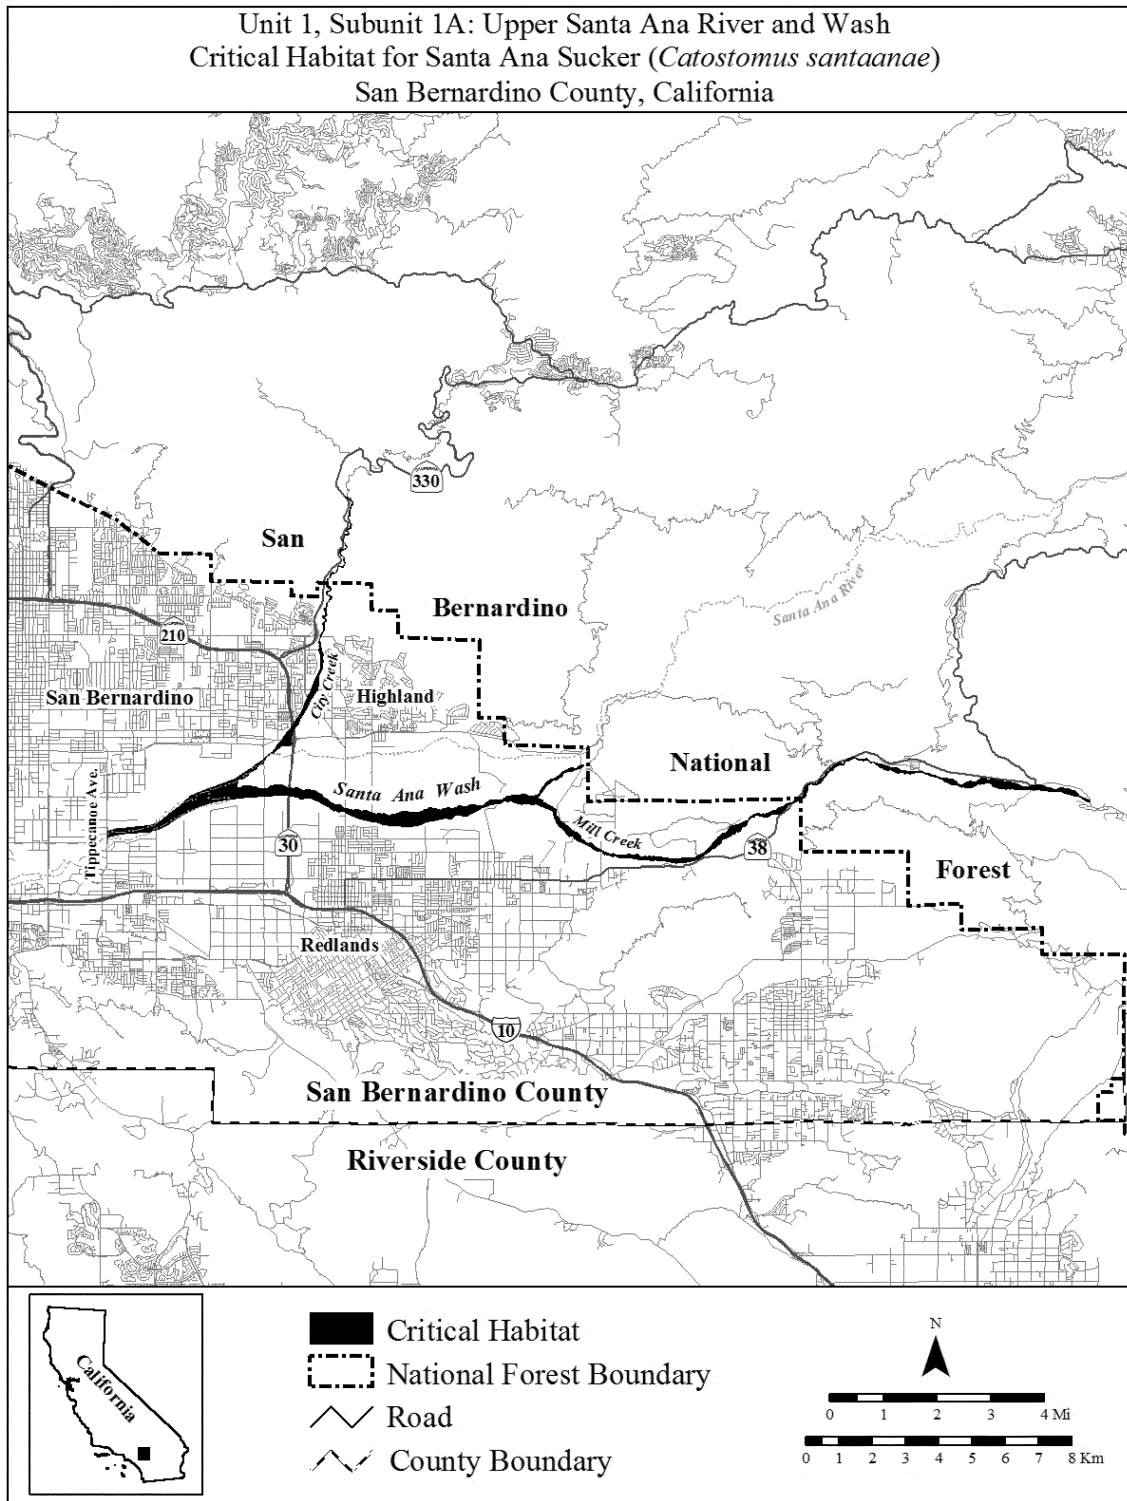 Unit 1, Subunit 1A: Upper Santa Ana River and Wash
Critical Habitat for Santa Ana Sucker (Catostomus santaanae)
San Bernardino County, California
CALIFORNIA
330
San
Bernardino
Santa Ana River
210
San Bernardino
City Creek
Highland
National
Tippecanoe Ave.
Santa Ana Wash
Mill Creek
30
38
Forest
Redlands
10
San Bernardino County
Riverside County
California
Critical Habitat
National Forest Boundary
Road
County Boundary
N
0 1 2 3 4 Mi
0 1 2 3 4 5 6 7 8 Km